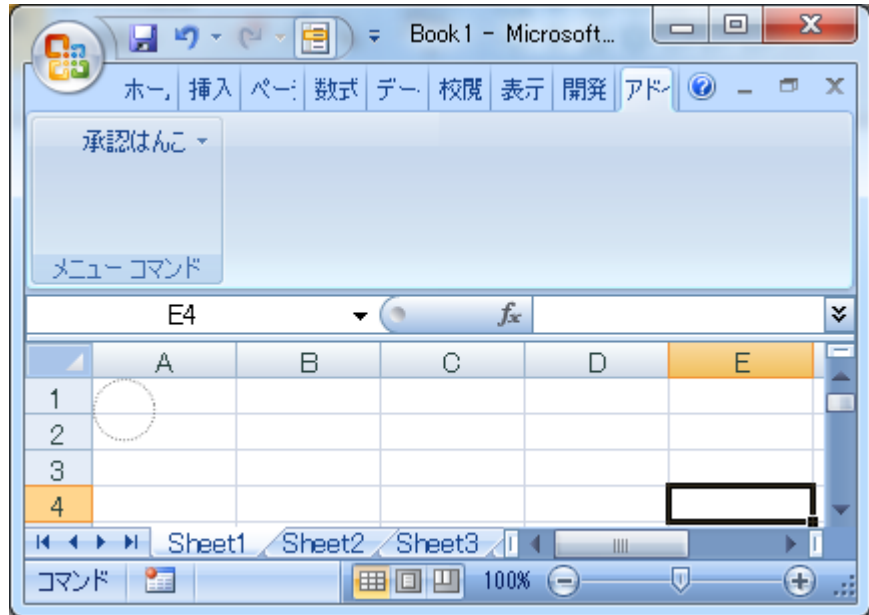 Book1 - Microsoft...
ホー 挿入 ペー 数式 デー 校閲 表示 開発 アド
承認はんこ
メニュー コマンド
E4 fx
A B C D E
1
2
3
4
Sheet1 Sheet2 Sheet3
コマンド 100%